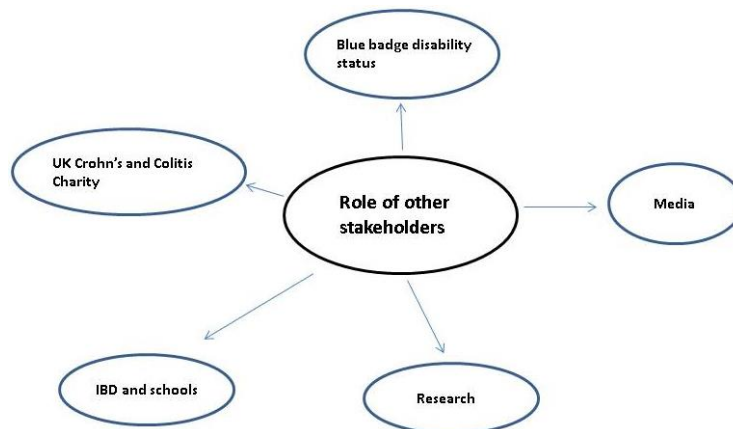 Blue badge disability
status
UK Crohn's and Colitis
Charity
Role of other
stakeholders
Media
IBD and schools
Research